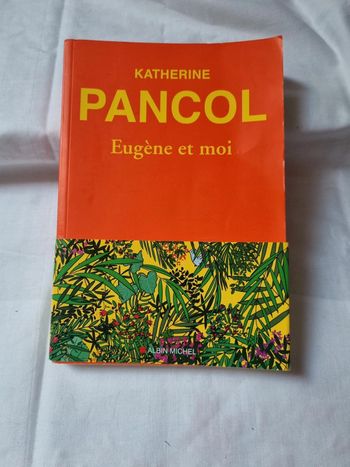 KATHERINE
PANCOL
Eugène et moi
ALBIN MICHEL